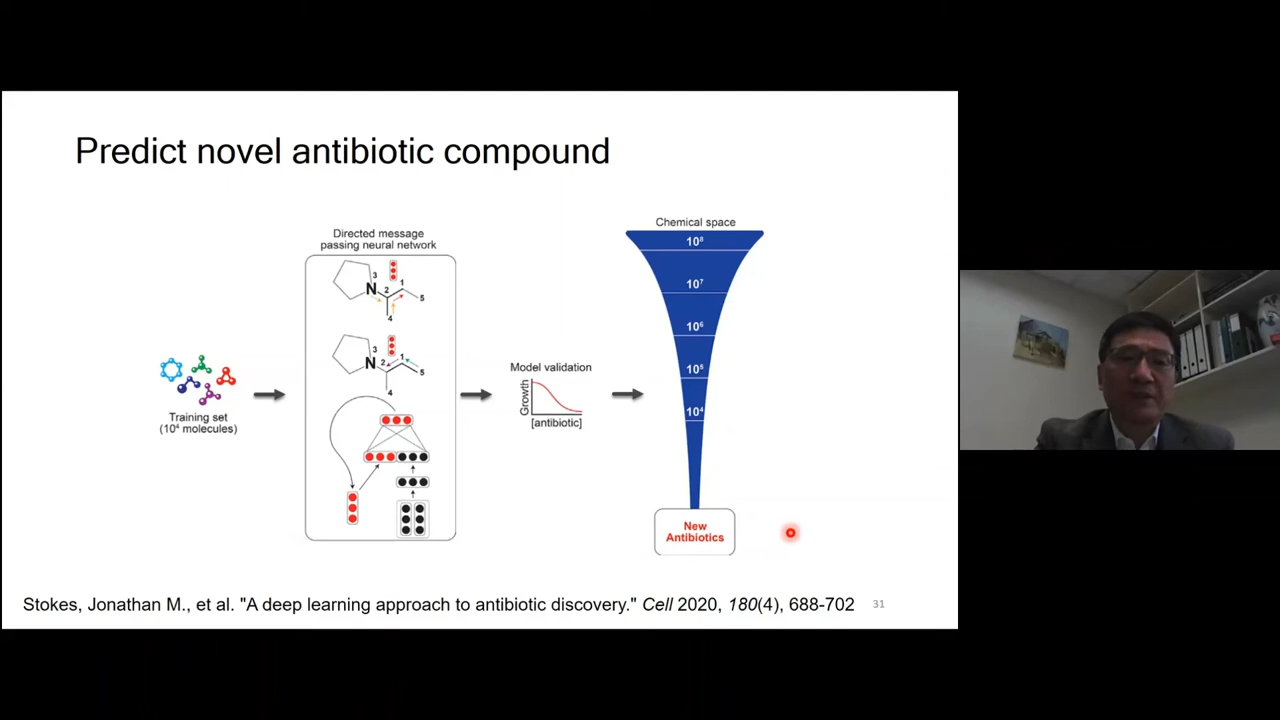 Predict novel antibiotic compound
Directed message
passing neural network
3
2
1
N
5
4
3
2
1
N
5
4
Training set
(10⁴ molecules)
Model validation
Growth
[antibiotic]
Chemical space
10⁸
10⁷
10⁶
10⁵
10⁴
New
Antibiotics
Stokes, Jonathan M., et al. "A deep learning approach to antibiotic discovery." Cell 2020, 180(4), 688-702
31